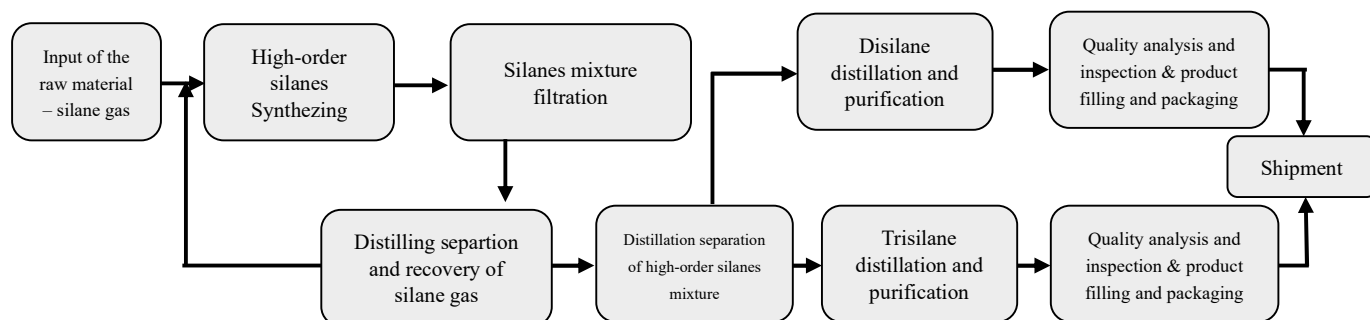 Input of the
raw material
– silane gas
High-order
silanes
Synthezing
Silanes mixture
filtration
Disilane
distillation and
purification
Quality analysis and
inspection & product
filling and packaging
Shipment
Distilling separtion
and recovery of
silane gas
Distillation separation
of high-order silanes
mixture
Trisilane
distillation and
purification
Quality analysis and
inspection & product
filling and packaging